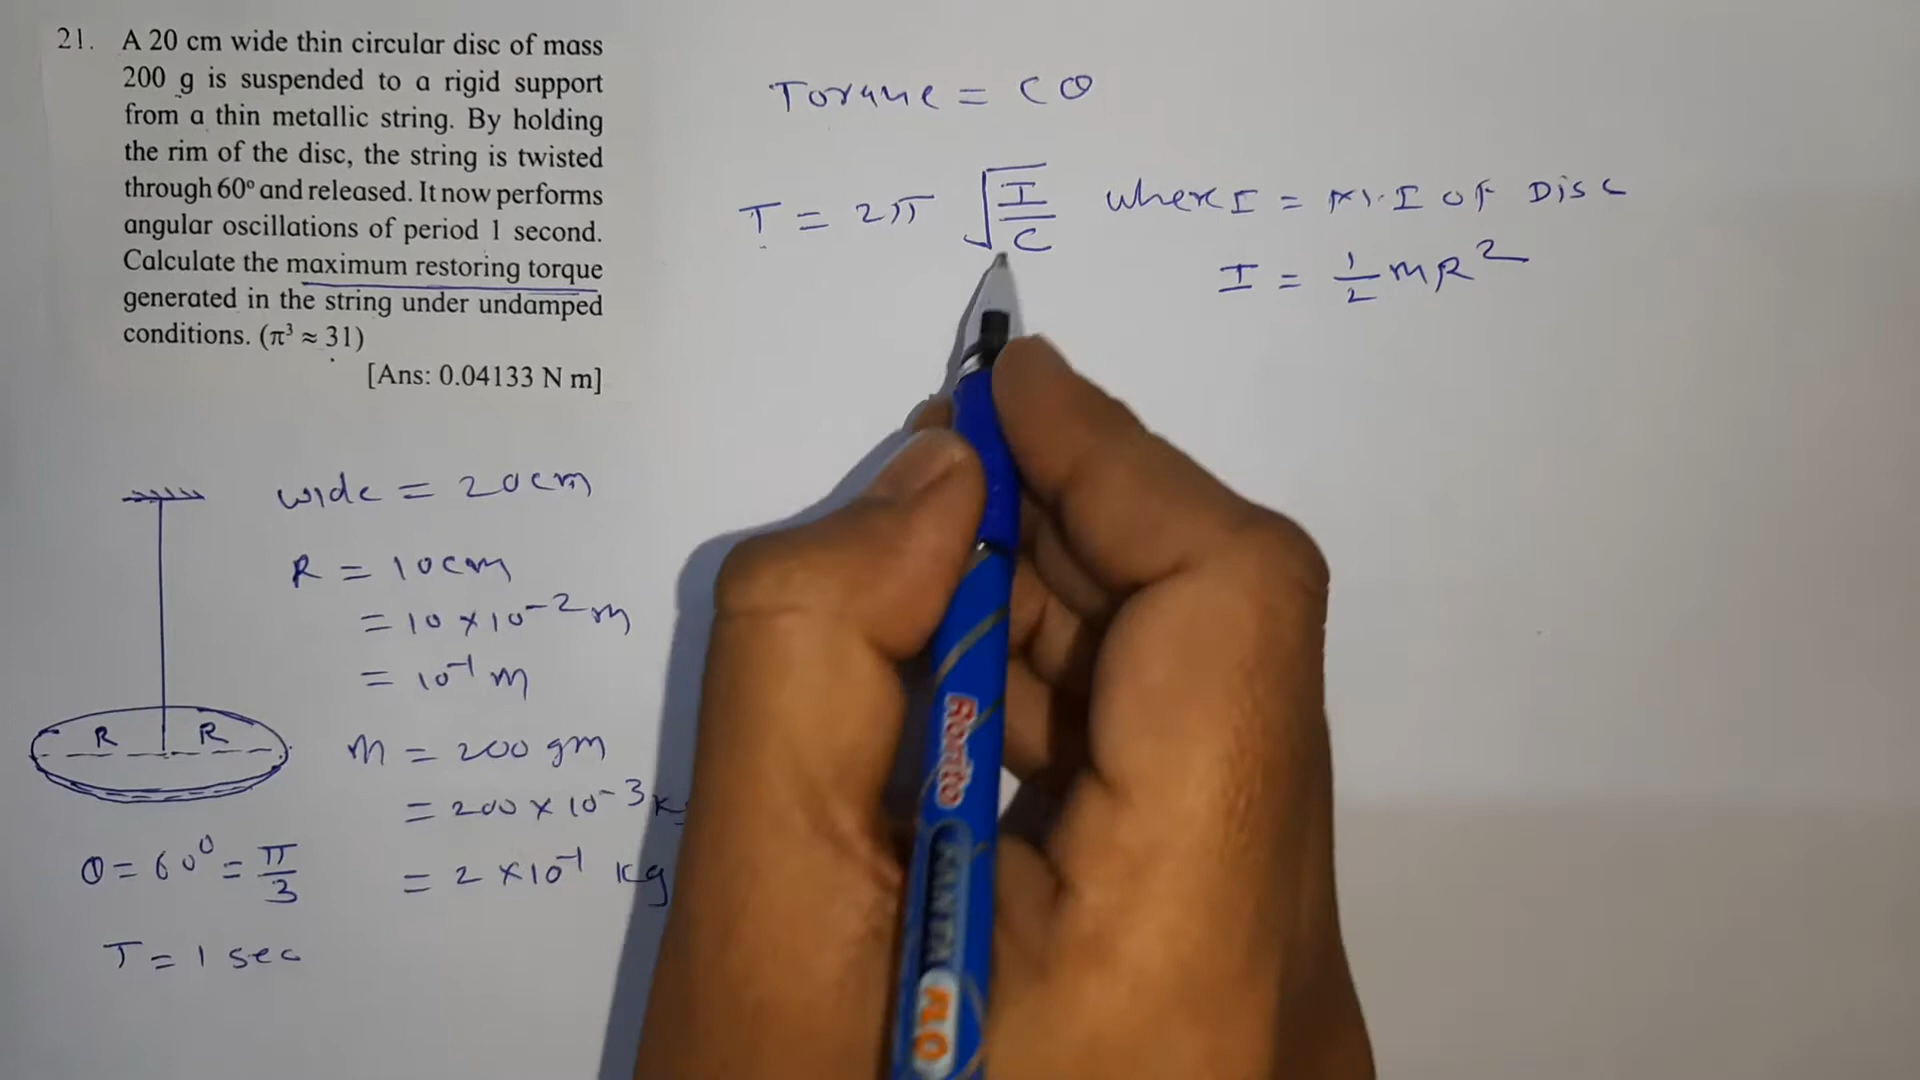 21. A 20 cm wide thin circular disc of mass
200 g is suspended to a rigid support
from a thin metallic string. By holding
the rim of the disc, the string is twisted
through 60° and released. It now performs
angular oscillations of period 1 second.
Calculate the maximum restoring torque
generated in the string under undamped
conditions. (π³ ≈ 31)
[Ans: 0.04133 N m]
Torque = Cθ
T = 2π √(I/C) where I = M.I of Disc
I = 1/2 MR²
wide = 20cm
R = 10cm
= 10 × 10⁻² m
= 10⁻¹ m
R R
m = 200 gm
= 200 × 10⁻³ k
= 2 × 10⁻¹ kg
θ = 60⁰ = π/3
T = 1 sec
Rorito
FLO